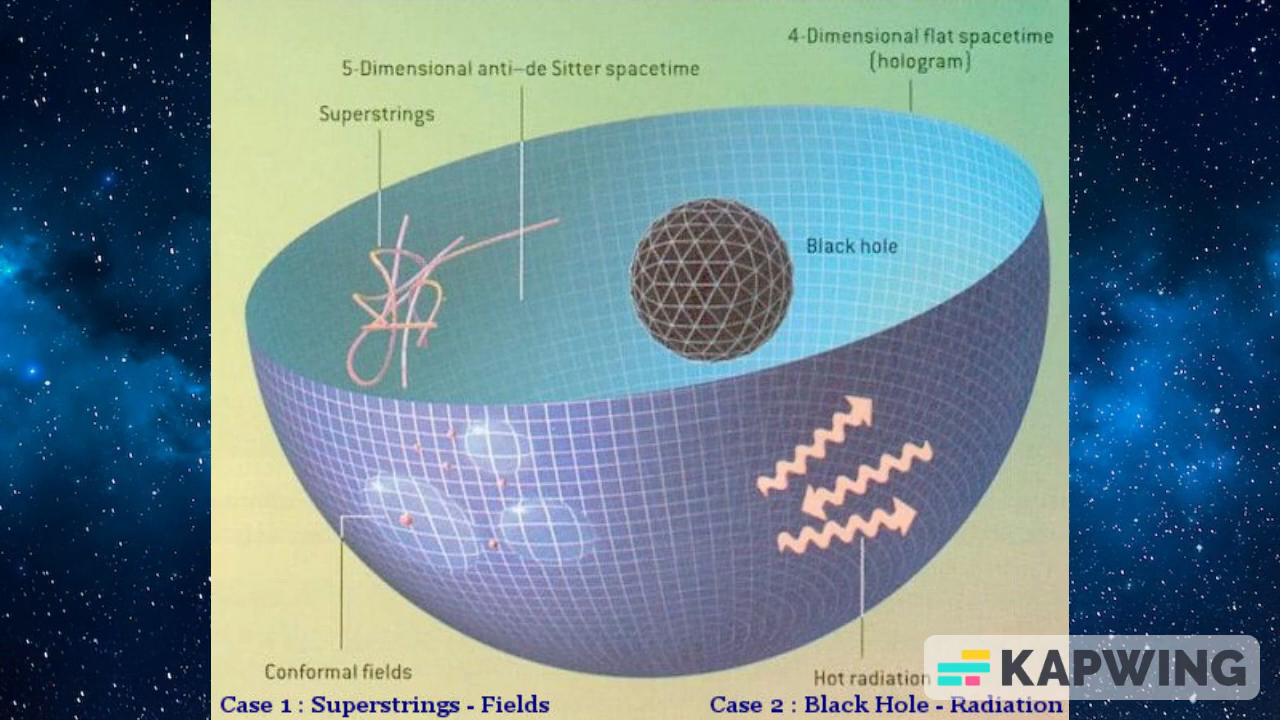 4-Dimensional flat spacetime
(hologram)
5-Dimensional anti–de Sitter spacetime
Superstrings
Black hole
Conformal fields
Hot radiation
KAPWING
Case 1 : Superstrings - Fields
Case 2 : Black Hole - Radiation